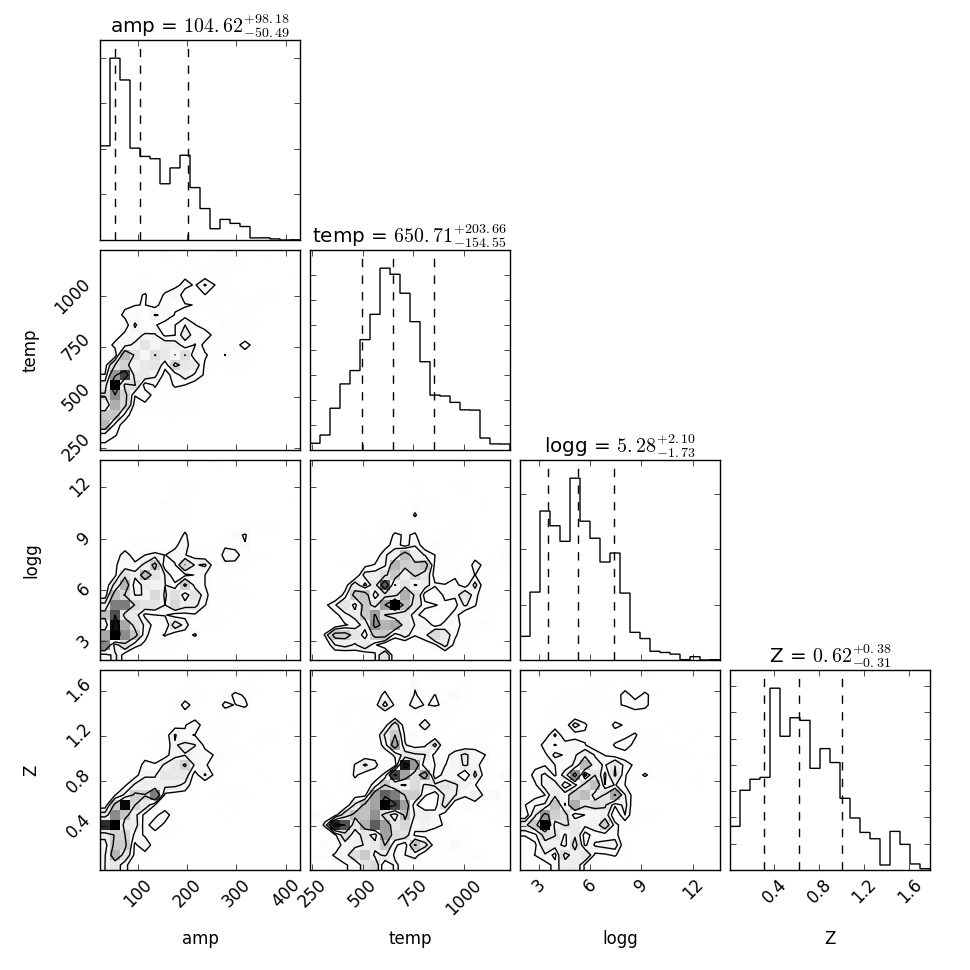 amp = 104.62 +98.18 −50.49
temp = 650.71 +203.66 −154.55
1000
750
500
250
temp
logg = 5.28 +2.10 −1.73
12
9
6
3
logg
Z = 0.62 +0.38 −0.31
1.6
1.2
0.8
0.4
Z
100 200 300 400 250 500 750 1000 3 6 9 12 0.4 0.8 1.2 1.6
amp temp logg Z